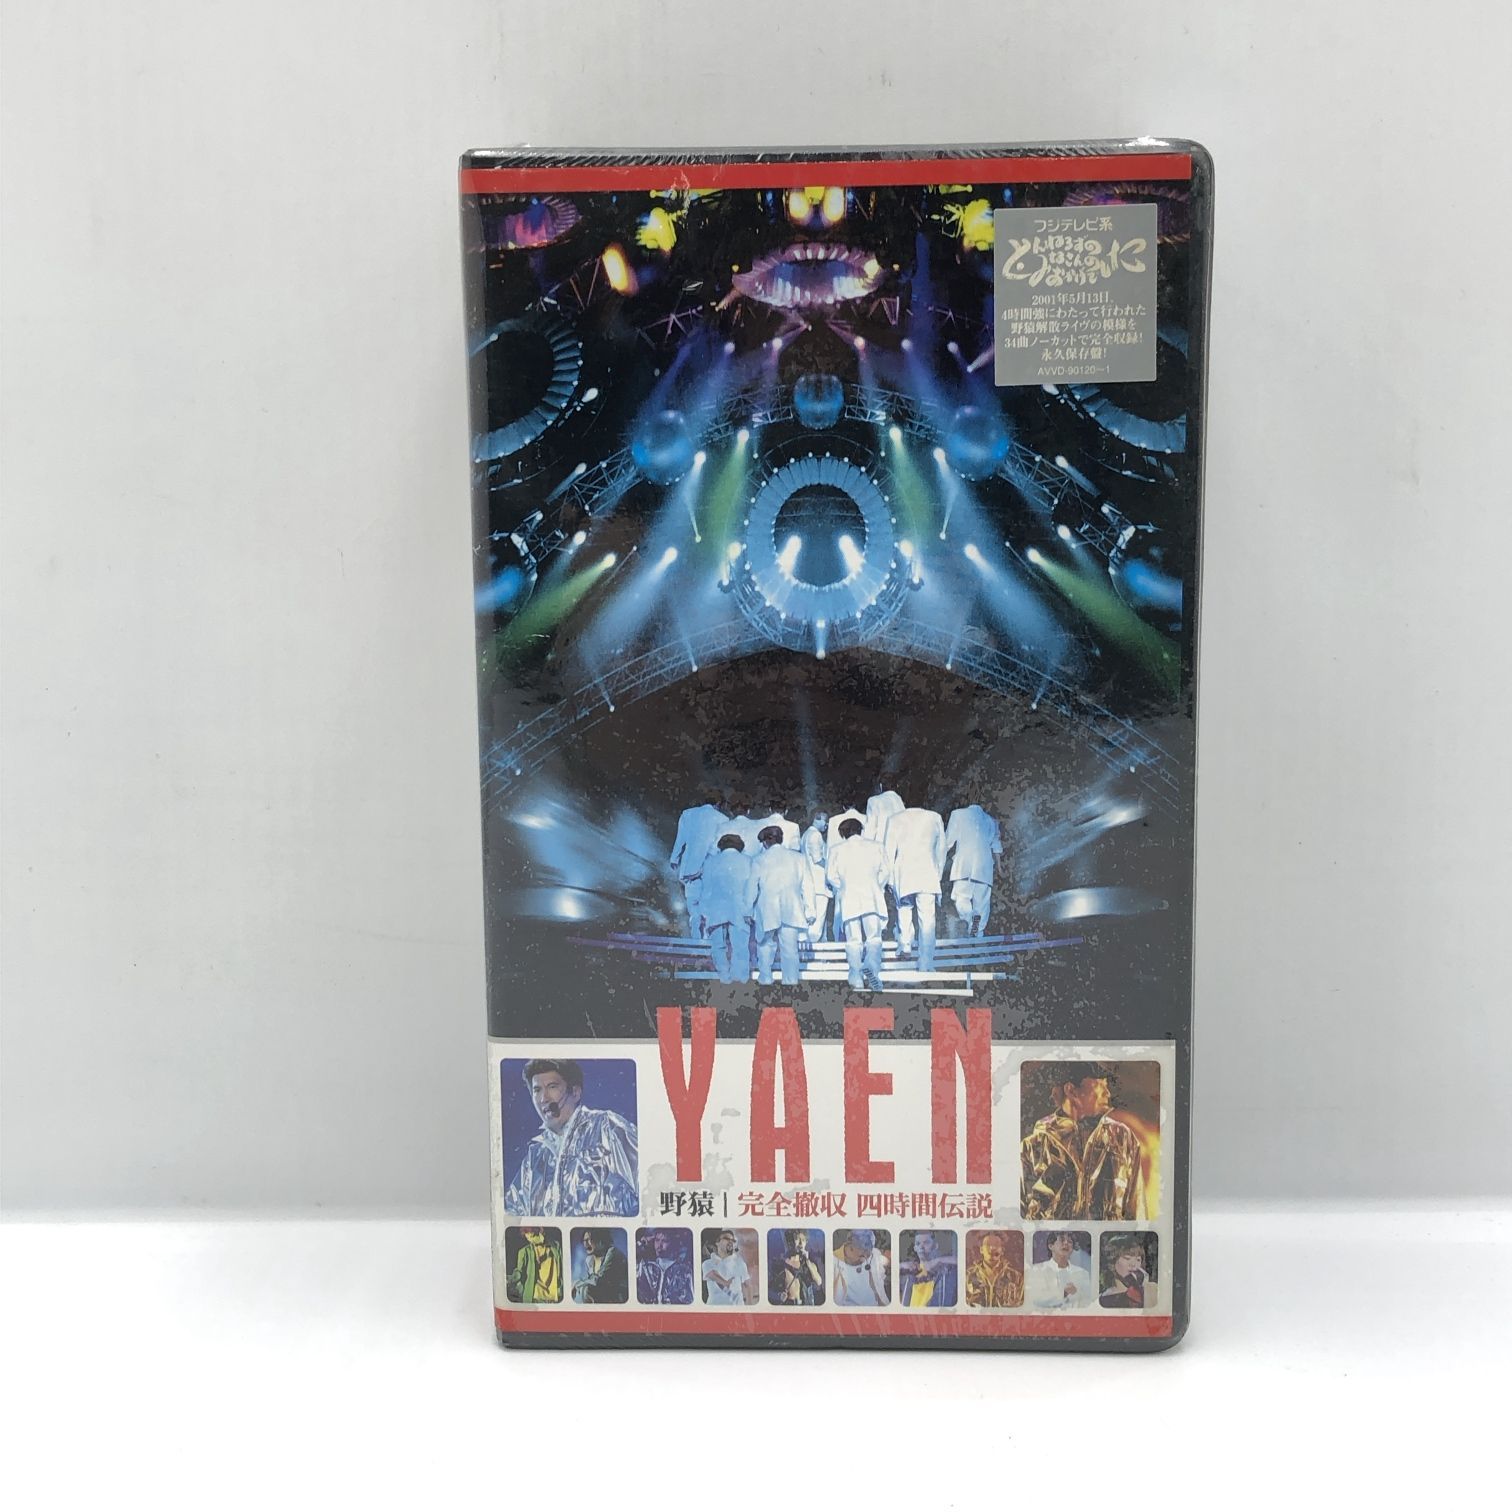 フジテレビ系
とんねるずの
みなさんの
おかげでした
2001年5月13日、
4時間強にわたって行われた
野猿解散ライヴの模様を
34曲ノーカットで完全収録!
永久保存盤!
AVVD-90120〜1
YAEN
野猿｜完全撤収 四時間伝説